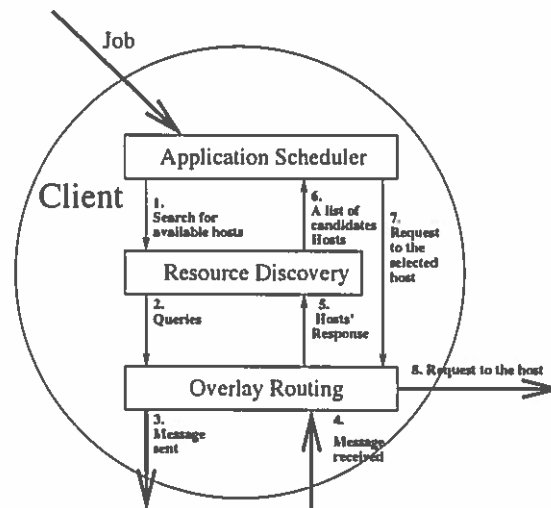 Job
Application Scheduler
Client
1.
Search for
available hosts
6.
A list of
candidates
Hosts
7.
Request
to the
selected
host
Resource Discovery
2.
Queries
5.
Hosts'
Response
Overlay Routing
8. Request to the host
3.
Message
sent
4.
Message
received